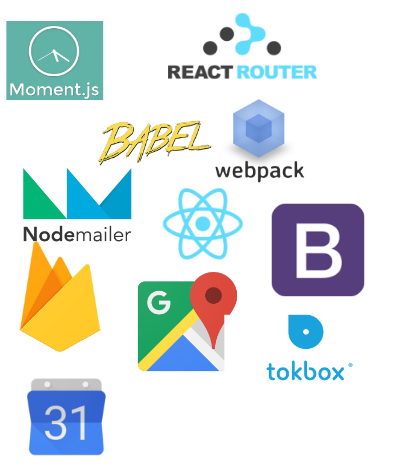 Moment.js
REACT ROUTER
BABEL
webpack
Nodemailer
B
G
tokbox®
31